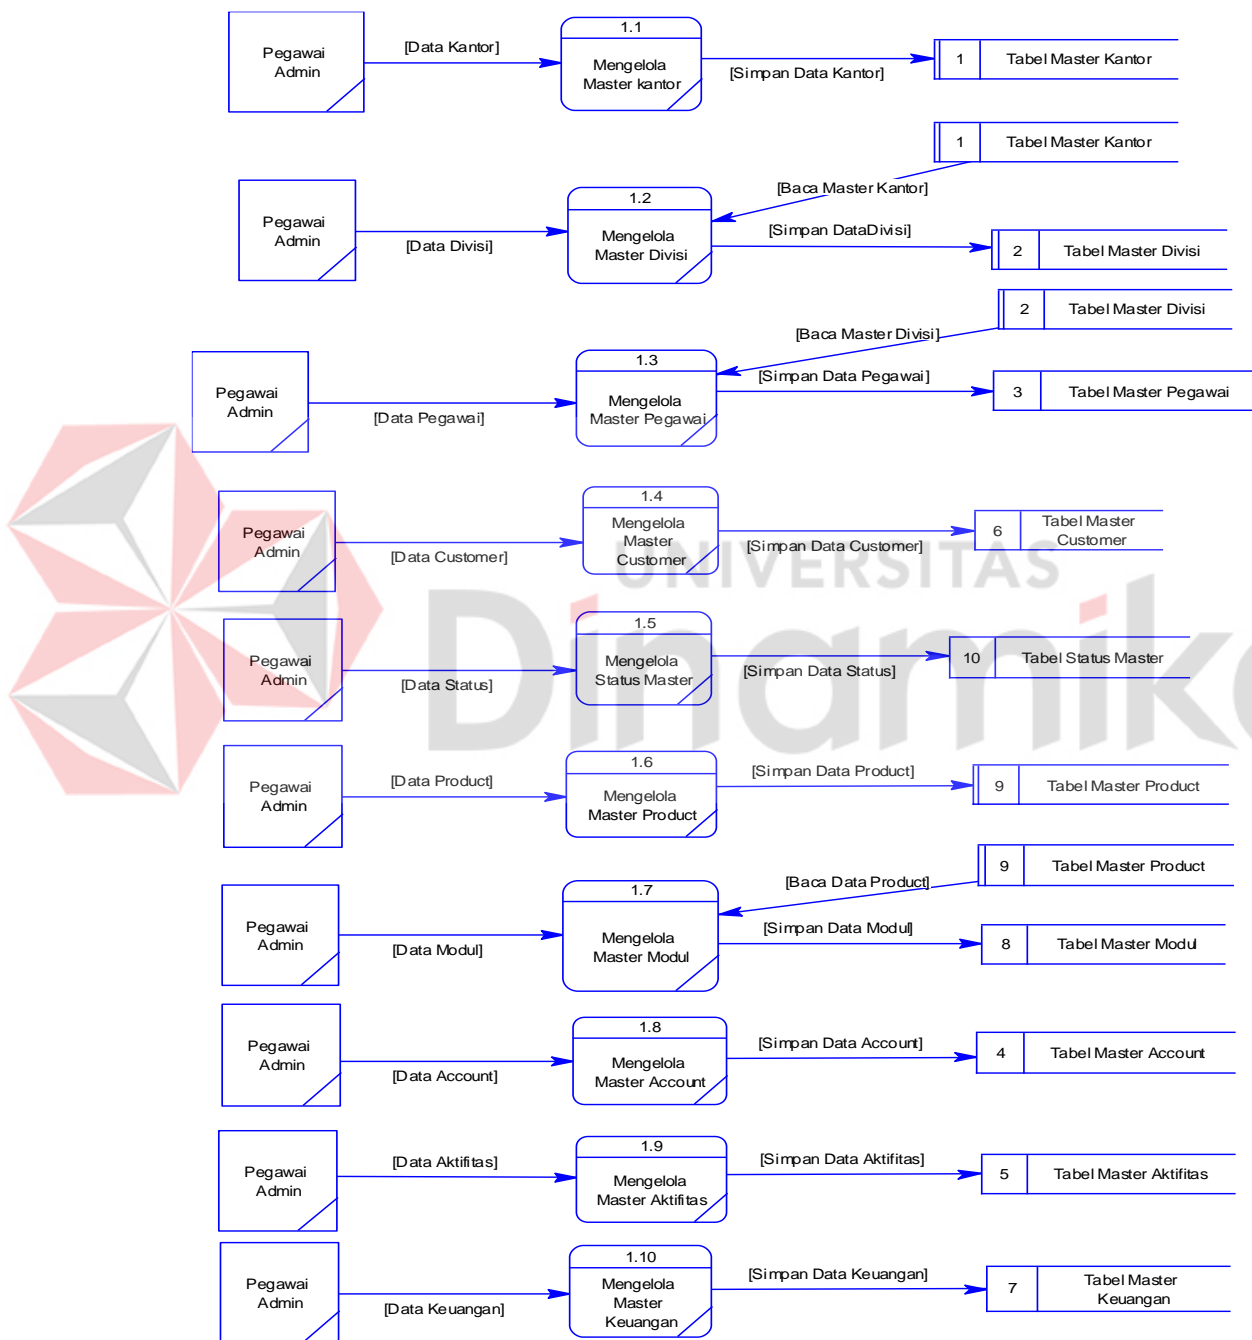 Pegawai
Admin
[Data Kantor]
1.1
Mengelola
Master kantor
[Simpan Data Kantor]
1
Tabel Master Kantor
1
Tabel Master Kantor
[Baca Master Kantor]
Pegawai
Admin
[Data Divisi]
1.2
Mengelola
Master Divisi
[Simpan DataDivisi]
2
Tabel Master Divisi
2
Tabel Master Divisi
[Baca Master Divisi]
Pegawai
Admin
[Data Pegawai]
1.3
Mengelola
Master Pegawai
[Simpan Data Pegawai]
3
Tabel Master Pegawai
Pegawai
Admin
[Data Customer]
1.4
Mengelola
Master
Customer
[Simpan Data Customer]
6
Tabel Master
Customer
UNIVERSITAS
Dinamika
Pegawai
Admin
[Data Status]
1.5
Mengelola
Status Master
[Simpan Data Status]
10
Tabel Status Master
Pegawai
Admin
[Data Product]
1.6
Mengelola
Master Product
[Simpan Data Product]
9
Tabel Master Product
9
Tabel Master Product
[Baca Data Product]
Pegawai
Admin
[Data Modul]
1.7
Mengelola
Master Modul
[Simpan Data Modul]
8
Tabel Master Modul
Pegawai
Admin
[Data Account]
1.8
Mengelola
Master Account
[Simpan Data Account]
4
Tabel Master Account
Pegawai
Admin
[Data Aktifitas]
1.9
Mengelola
Master Aktifitas
[Simpan Data Aktifitas]
5
Tabel Master Aktifitas
Pegawai
Admin
[Data Keuangan]
1.10
Mengelola
Master
Keuangan
[Simpan Data Keuangan]
7
Tabel Master
Keuangan